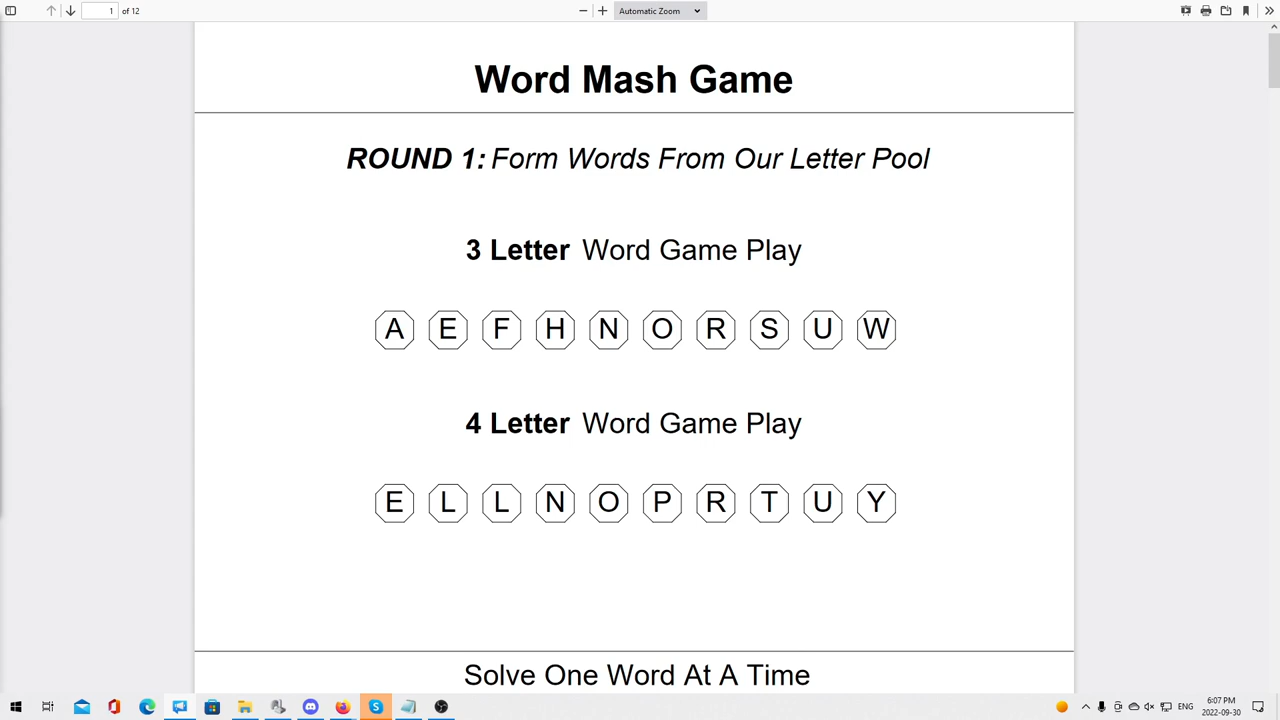 1 of 12
Automatic Zoom
Word Mash Game
ROUND 1: Form Words From Our Letter Pool
3 Letter Word Game Play
A E F H N O R S U W
4 Letter Word Game Play
E L L N O P R T U Y
Solve One Word At A Time
ENG
6:07 PM
2022-09-30